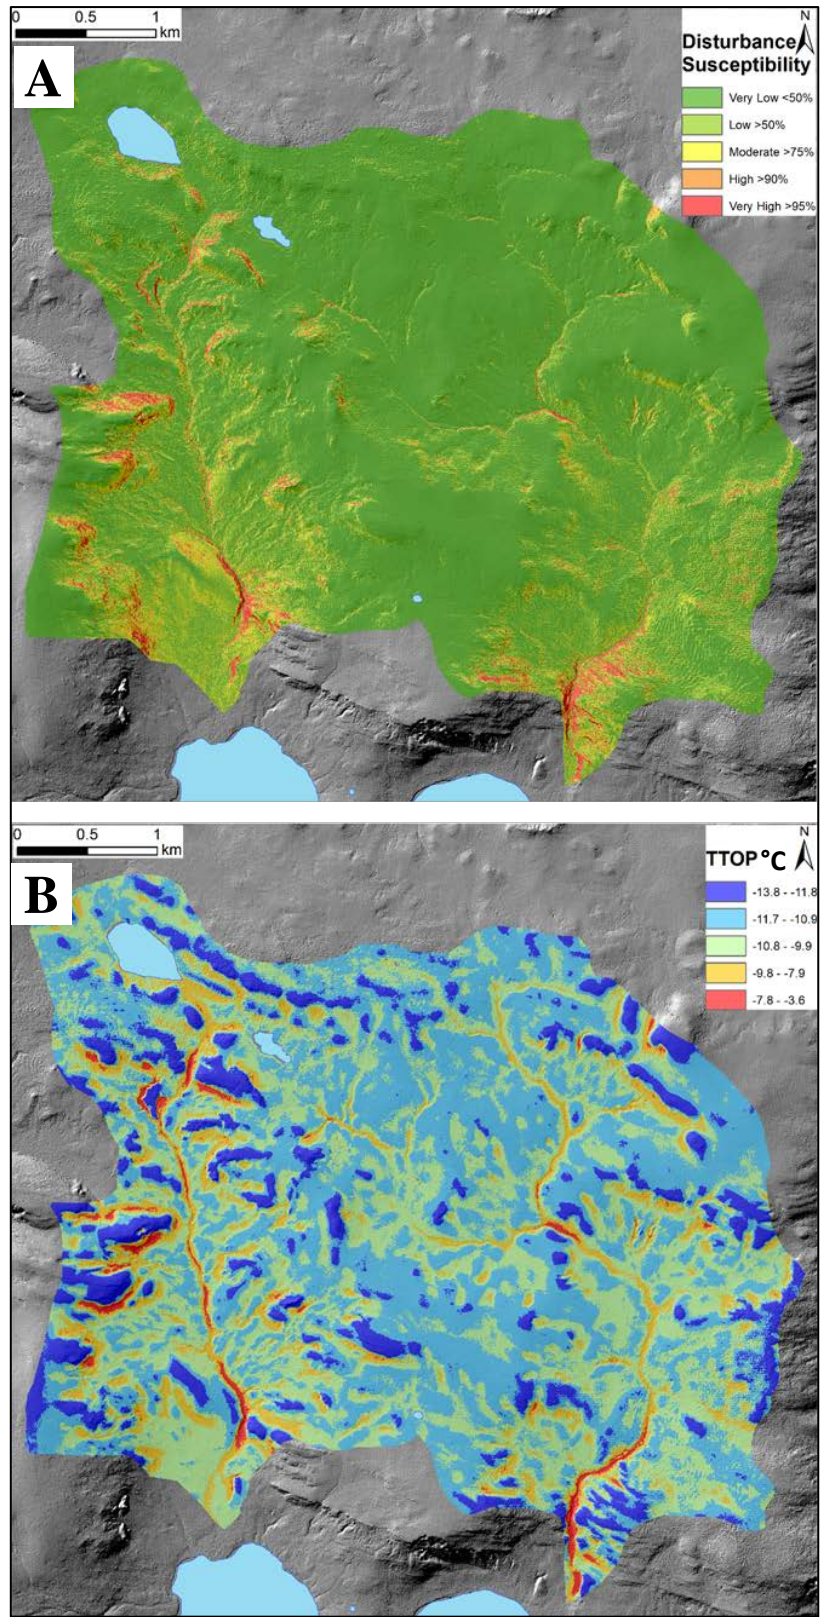 0 0.5 1
km
A
N
Disturbance
Susceptibility
Very Low <50%
Low >50%
Moderate >75%
High >90%
Very High >95%
0 0.5 1
km
B
N
TTOP°C
-13.8 - -11.8
-11.7 - -10.9
-10.8 - -9.9
-9.8 - -7.9
-7.8 - -3.6